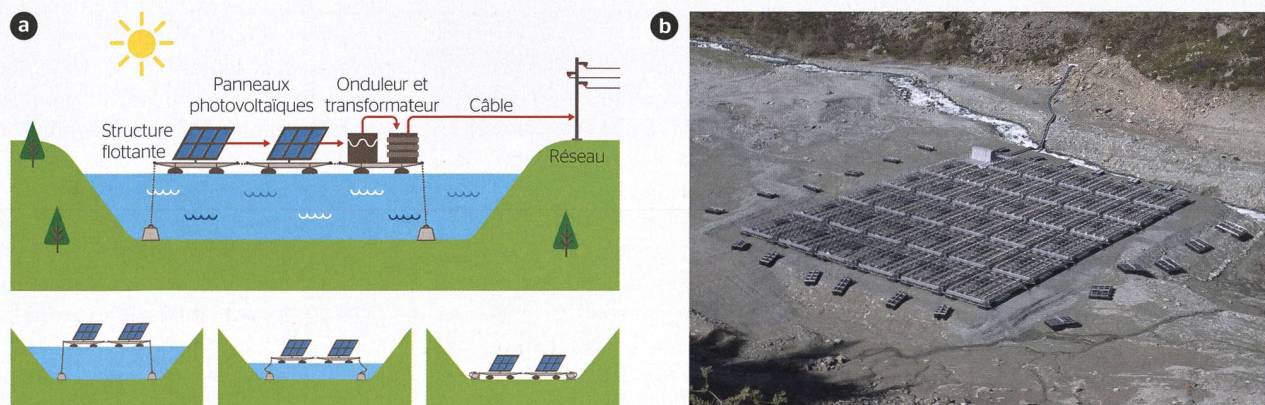 a
Panneaux
photovoltaïques
Onduleur et
transformateur
Câble
Structure
flottante
Réseau
b